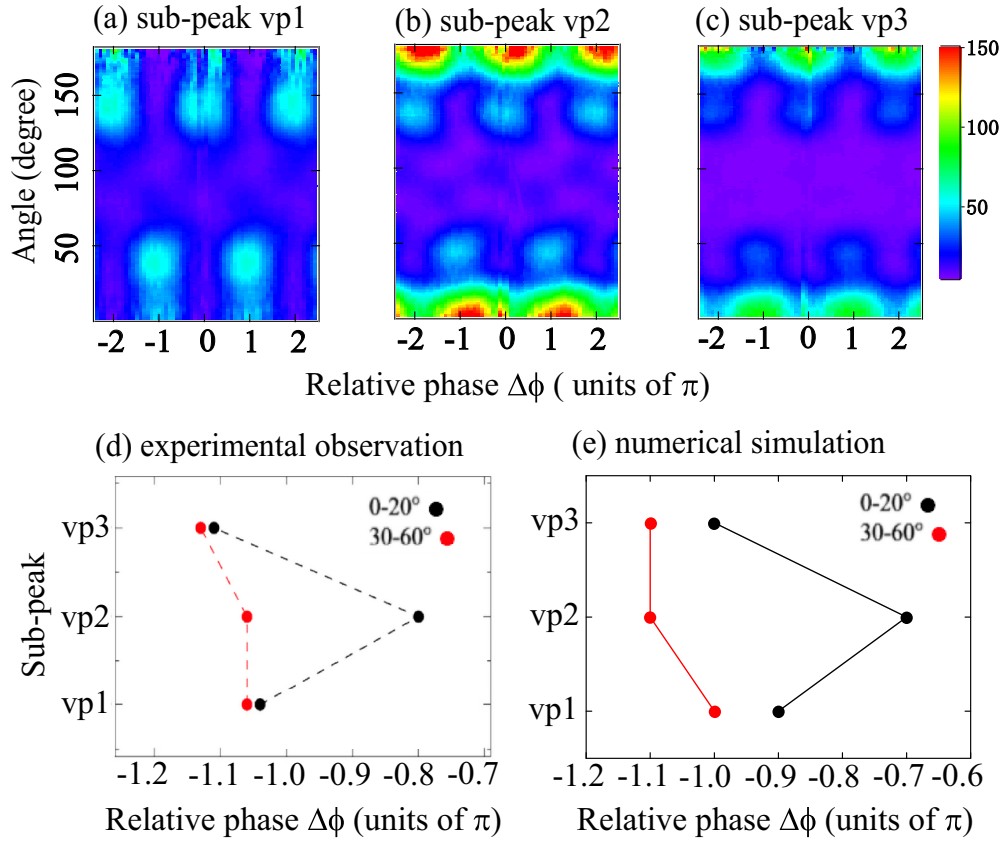 (a) sub-peak vp1
(b) sub-peak vp2
(c) sub-peak vp3
Angle (degree)
150
100
50
150
100
50
-2 -1 0 1 2
-2 -1 0 1 2
-2 -1 0 1 2
Relative phase Δϕ ( units of π)
(d) experimental observation
0-20°
30-60°
vp3
vp2
vp1
Sub-peak
-1.2 -1.1 -1.0 -0.9 -0.8 -0.7
Relative phase Δϕ (units of π)
(e) numerical simulation
0-20°
30-60°
vp3
vp2
vp1
-1.2 -1.1 -1.0 -0.9 -0.8 -0.7 -0.6
Relative phase Δϕ (units of π)